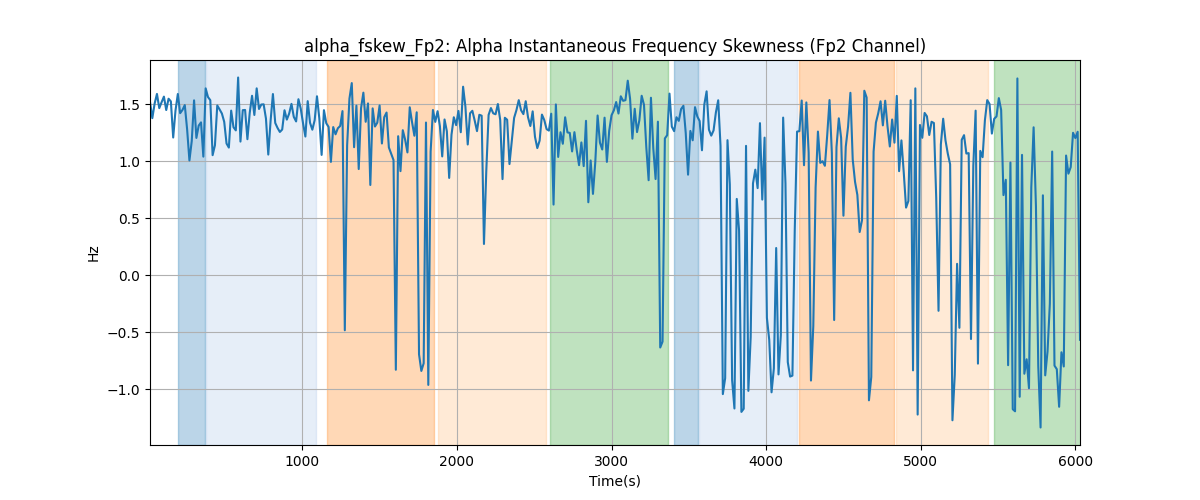 alpha_fskew_Fp2: Alpha Instantaneous Frequency Skewness (Fp2 Channel)
1.5
1.0
0.5
0.0
−0.5
−1.0
Hz
1000 2000 3000 4000 5000 6000
Time(s)